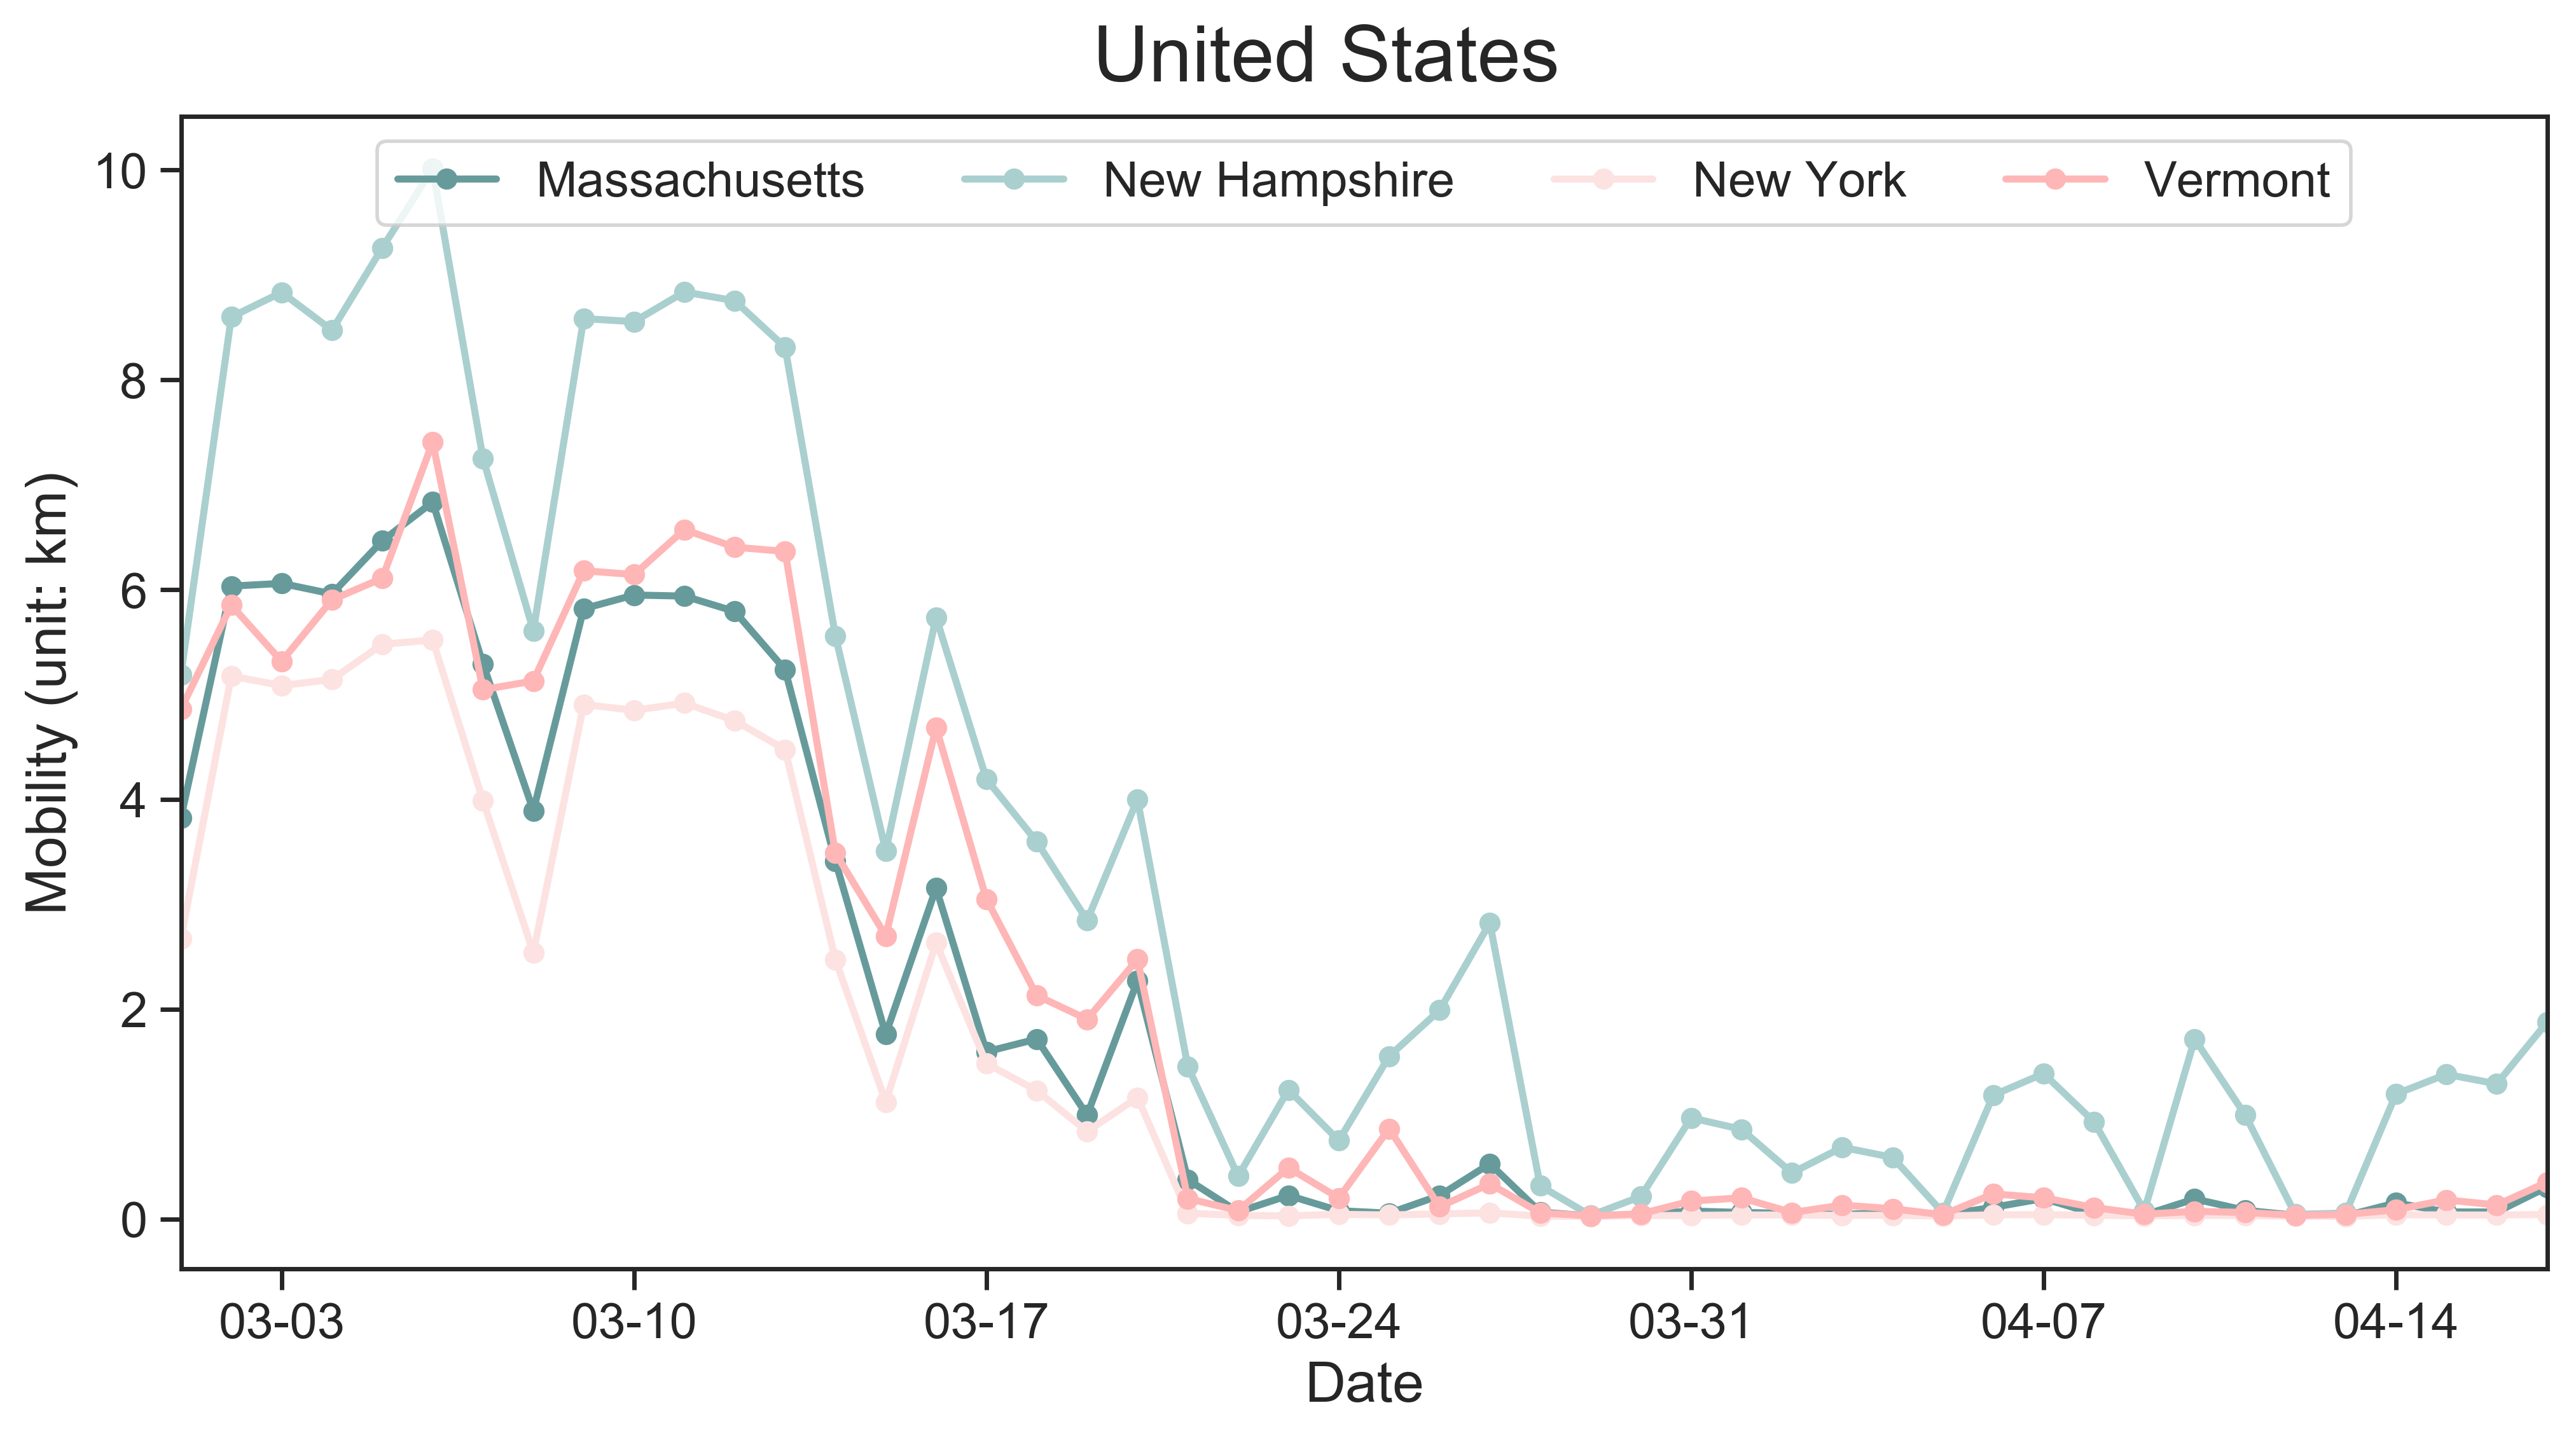 United States
Massachusetts New Hampshire New York Vermont
10
8
6
4
2
0
Mobility (unit: km)
03-03 03-10 03-17 03-24 03-31 04-07 04-14
Date